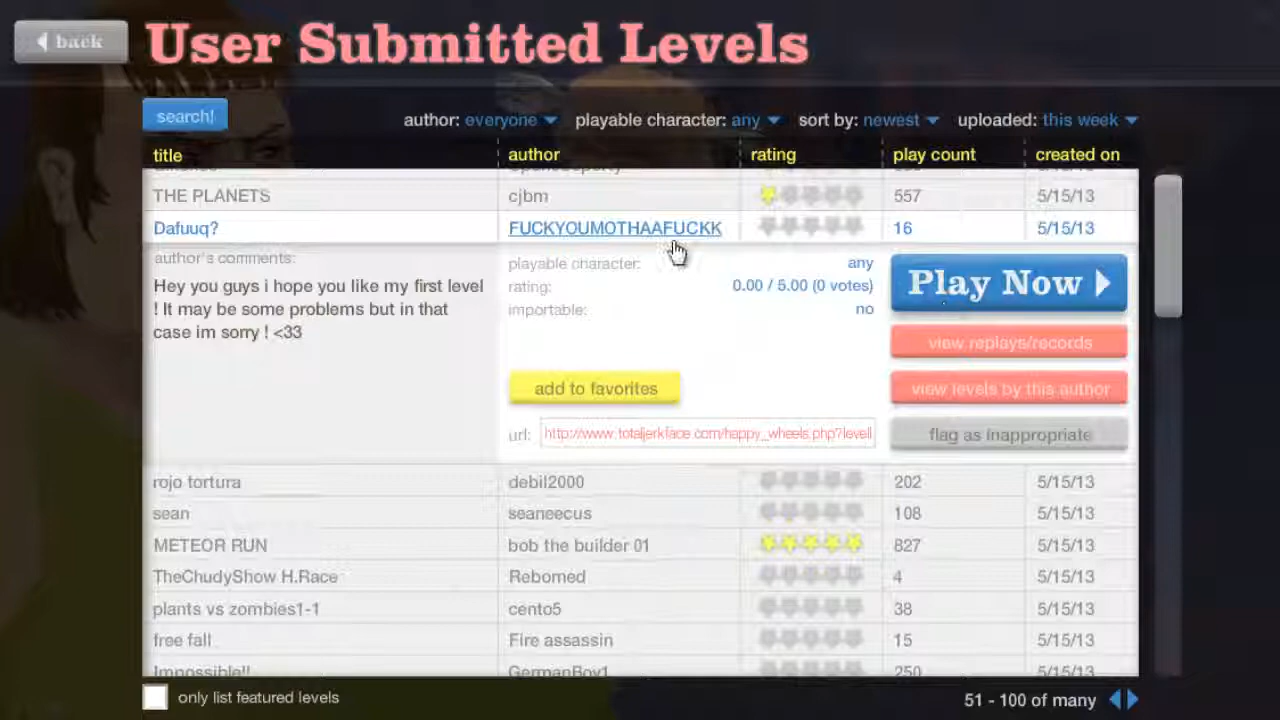 back
User Submitted Levels
search!
author: everyone playable character: any sort by: newest uploaded: this week
title author rating play count created on
THE PLANETS cjbm 557 5/15/13
Dafuuq? FUCKYOUMOTHAAFUCKK 16 5/15/13
author's comments:
Hey you guys i hope you like my first level
! It may be some problems but in that
case im sorry ! <33
playable character: any
rating: 0.00 / 5.00 (0 votes)
importable: no
add to favorites
url: http://www.totaljerkface.com/happy_wheels.php?levell
Play Now
view replays/records
view levels by this author
flag as inappropriate
rojo tortura debil2000 202 5/15/13
sean seaneecus 108 5/15/13
METEOR RUN bob the builder 01 827 5/15/13
TheChudyShow H.Race Rebomed 4 5/15/13
plants vs zombies1-1 cento5 38 5/15/13
free fall Fire assassin 15 5/15/13
Impossible!! GermanBoy1 250 5/15/13
only list featured levels
51 - 100 of many